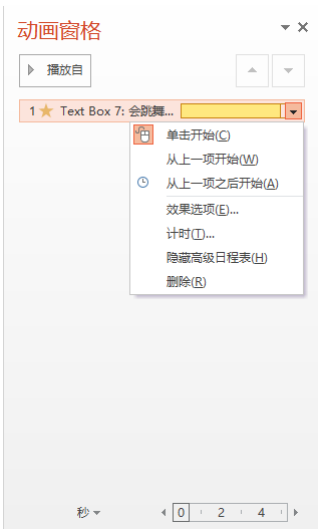 动画窗格
播放自
1 Text Box 7: 会跳舞...
单击开始(C)
从上一项开始(W)
从上一项之后开始(A)
效果选项(E)...
计时(T)...
隐藏高级日程表(H)
删除(R)
秒 0 2 4